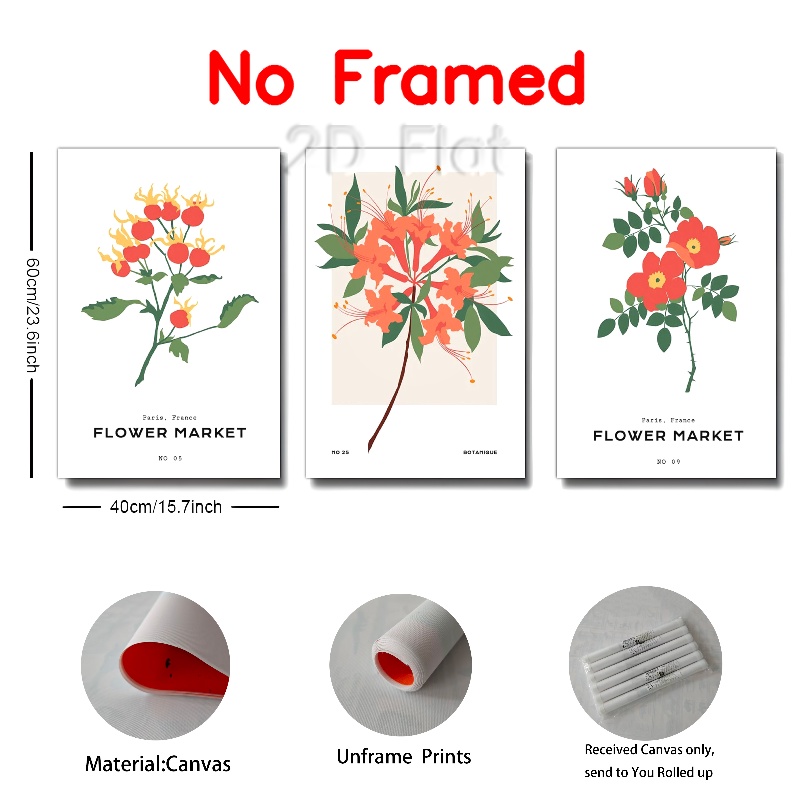 No Framed
2D Flat
60cm/23.6inch
Paris, France
FLOWER MARKET
NO 05
NO 25
BOTANIQUE
Paris, France
FLOWER MARKET
NO 09
40cm/15.7inch
Material:Canvas
Unframe Prints
Received Canvas only,
send to You Rolled up